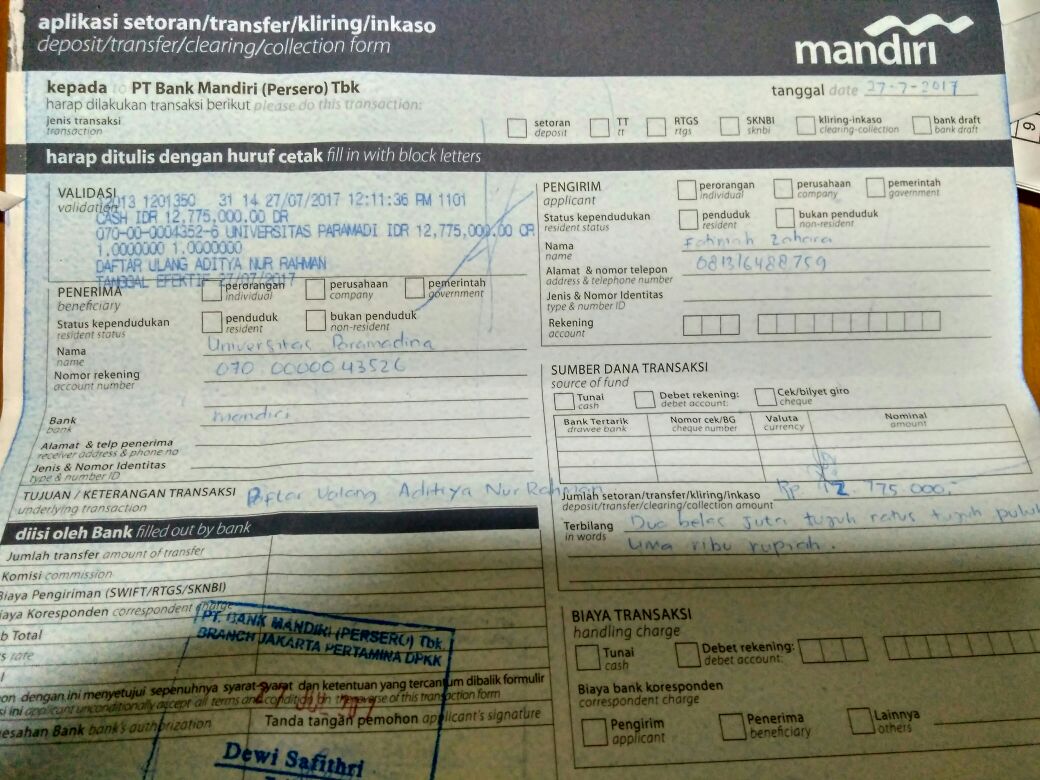 aplikasi setoran/transfer/kliring/inkaso
deposit/transfer/clearing/collection form
mandiri
kepada to PT Bank Mandiri (Persero) Tbk
tanggal date 27-7-2017
harap dilakukan transaksi berikut please do this transaction:
jenis transaksi
transaction
setoran
deposit
TT
tt
RTGS
rtgs
SKNBI
sknbi
kliring-inkaso
clearing-collection
bank draft
bank draft
harap ditulis dengan huruf cetak fill in with block letters
VALIDASI
validation
1201350 31 14 27/07/2017 12:11:36 PM 1101
CASH IDR 12,775,000.00 DR
070-00-0004352-6 UNIVERSITAS PARAMADI IDR 12,775,000.00 CR
1.0000000 1.0000000
DAFTAR ULANG ADITYA NUR RAHMAN
TANGGAL EFEKTIF 27/07/2017
PENERIMA
beneficiary
perorangan
individual
perusahaan
company
pemerintah
government
Status kependudukan
resident status
penduduk
resident
bukan penduduk
non-resident
Nama
name
Universitas Paramadina
Nomor rekening
account number
070 00000 43526
Bank
bank
mandiri
Alamat & telp penerima
receiver address & phone no
Jenis & Nomor Identitas
type & number ID
TUJUAN / KETERANGAN TRANSAKSI
underlying transaction
Daftar Ualang Aditiya Nur Rahman
PENGIRIM
applicant
perorangan
individual
perusahaan
company
pemerintah
government
Status kependudukan
resident status
penduduk
resident
bukan penduduk
non-resident
Nama
name
Fatimah Zahara
Alamat & nomor telepon
address & telephone number
081316488759
Jenis & Nomor Identitas
type & number ID
Rekening
account
SUMBER DANA TRANSAKSI
source of fund
Tunai
cash
Debet rekening:
debet account:
Cek/bilyet giro
cheque
Bank Tertarik
drawee bank
Nomor cek/BG
cheque number
Valuta
currency
Nominal
amount
Jumlah setoran/transfer/kliring/inkaso
deposit/transfer/clearing/collection amount
Rp 12.775.000,-
Terbilang
in words
Dua belas juta tujuh ratus tujuh puluh
lima ribu rupiah.
diisi oleh Bank filled out by bank
Jumlah transfer amount of transfer
Komisi commission
Biaya Pengiriman (SWIFT/RTGS/SKNBI)
iaya Koresponden correspondent charge
b Total
s rate
PT. BANK MANDIRI (PERSERO) Tbk
BRANCH JAKARTA PERTAMINA DPKK
on dengan ini menyetujui sepenuhnya syarat-syarat dan ketentuan yang tercantum dibalik formulir
si ini applicant unconditionally accept all terms and condition in the reverse of this transaction form
esahan Bank bank's authorization
Tanda tangan pemohon applicant's signature
Dewi Safithri
BIAYA TRANSAKSI
handling charge
Tunai
cash
Debet rekening:
debet account:
Biaya bank koresponden
correspondent charge
Pengirim
applicant
Penerima
beneficiary
Lainnya
others